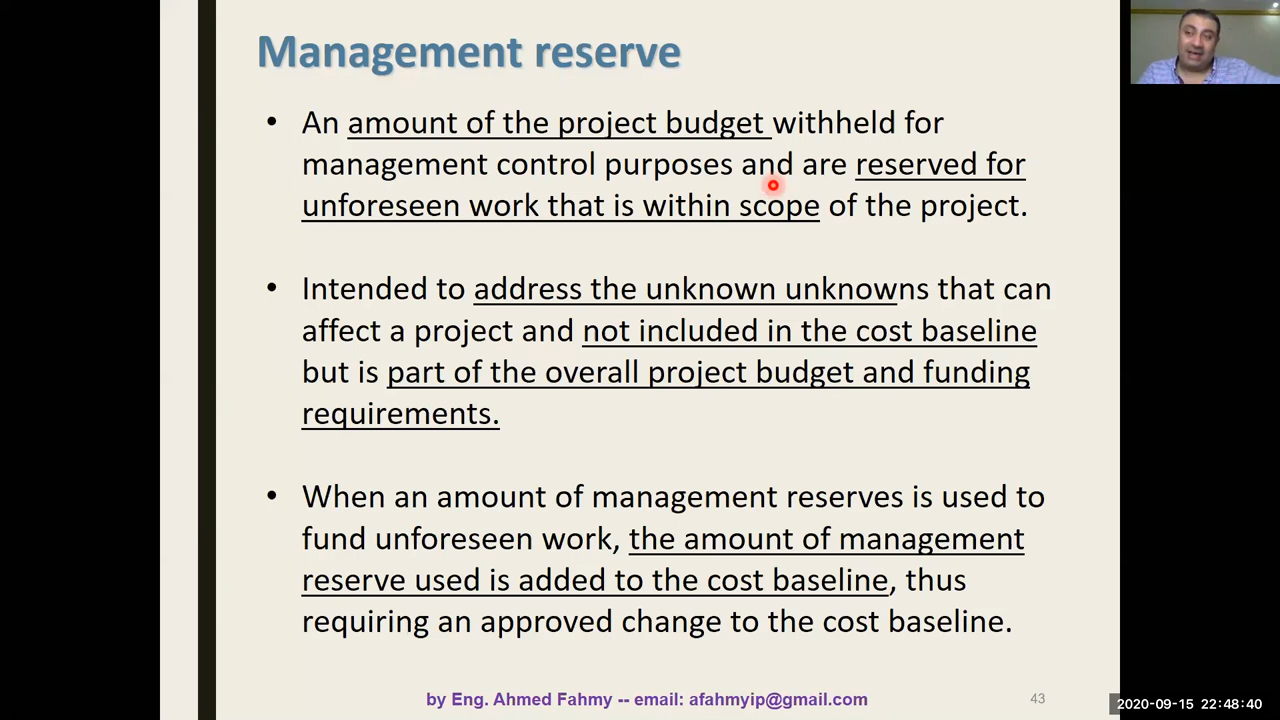 Management reserve
• An amount of the project budget withheld for
management control purposes and are reserved for
unforeseen work that is within scope of the project.
• Intended to address the unknown unknowns that can
affect a project and not included in the cost baseline
but is part of the overall project budget and funding
requirements.
• When an amount of management reserves is used to
fund unforeseen work, the amount of management
reserve used is added to the cost baseline, thus
requiring an approved change to the cost baseline.
by Eng. Ahmed Fahmy -- email: afahmyip@gmail.com
43
2020-09-15 22:48:40